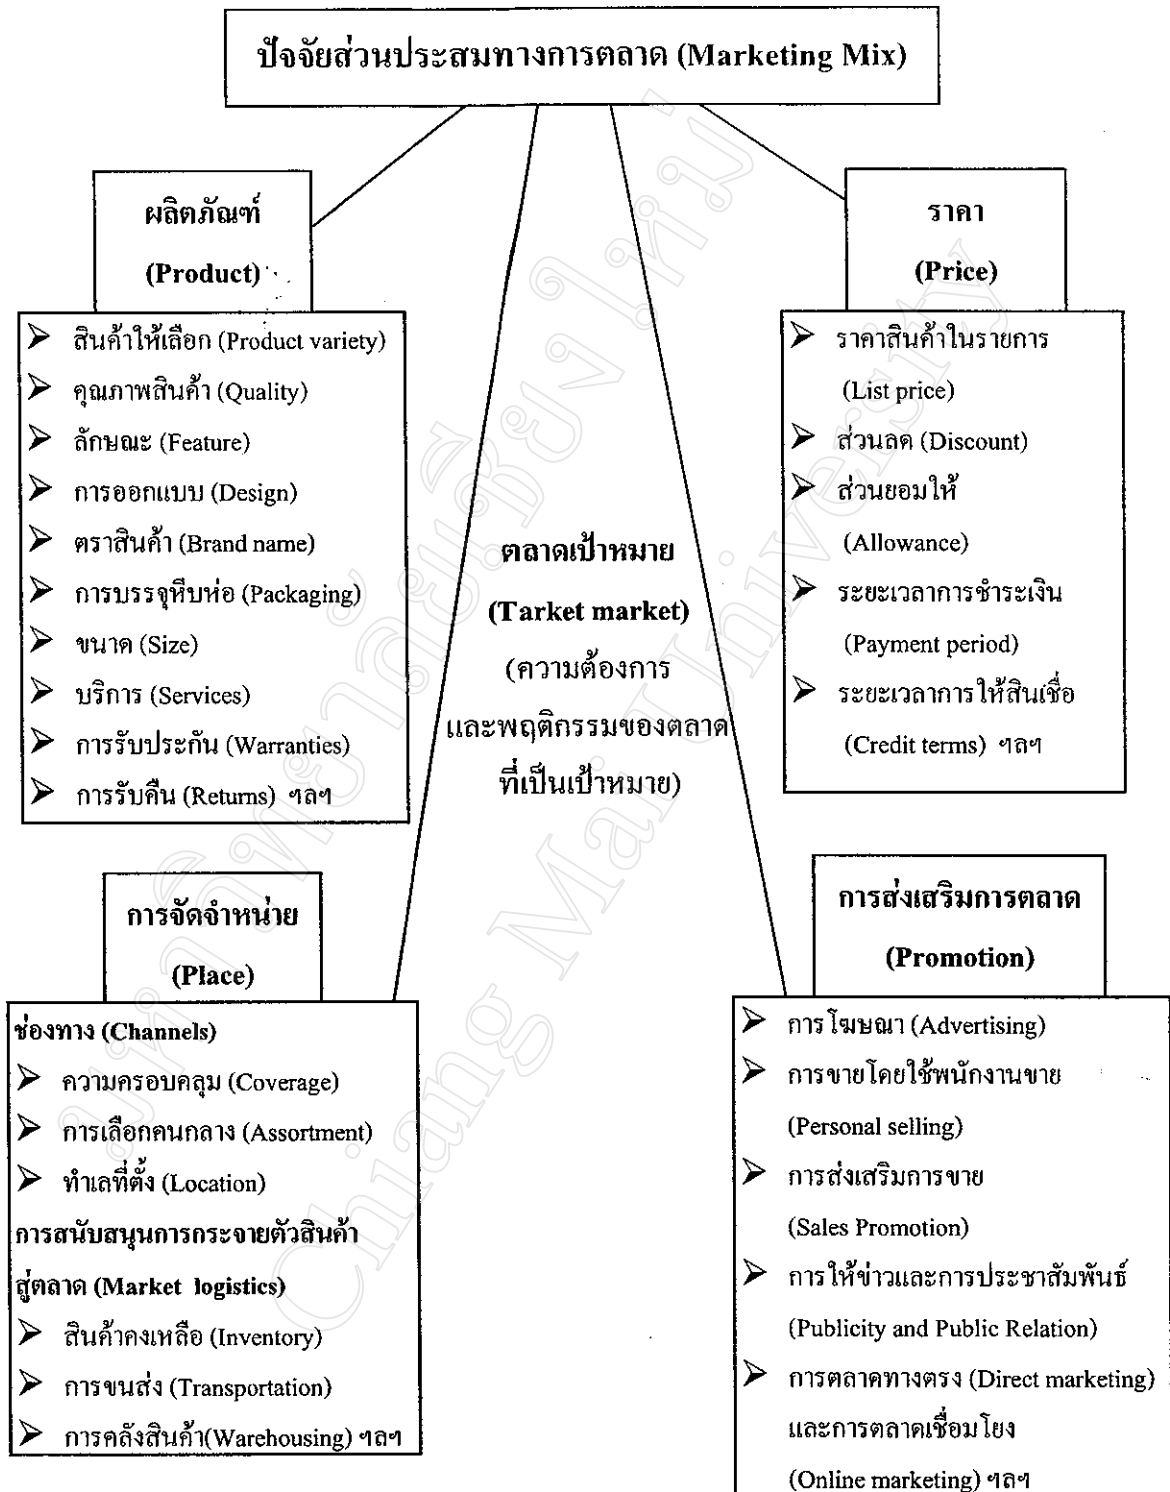 ปัจจัยส่วนประสมทางการตลาด (Marketing Mix)
ผลิตภัณฑ์
(Product)
สินค้าให้เลือก (Product variety)
คุณภาพสินค้า (Quality)
ลักษณะ (Feature)
การออกแบบ (Design)
ตราสินค้า (Brand name)
การบรรจุหีบห่อ (Packaging)
ขนาด (Size)
บริการ (Services)
การรับประกัน (Warranties)
การรับคืน (Returns) ฯลฯ
ตลาดเป้าหมาย
(Tarket market)
(ความต้องการ
และพฤติกรรมของตลาด
ที่เป็นเป้าหมาย)
ราคา
(Price)
ราคาสินค้าในรายการ
(List price)
ส่วนลด (Discount)
ส่วนยอมให้
(Allowance)
ระยะเวลาการชำระเงิน
(Payment period)
ระยะเวลาการให้สินเชื่อ
(Credit terms) ฯลฯ
การจัดจำหน่าย
(Place)
ช่องทาง (Channels)
ความครอบคลุม (Coverage)
การเลือกคนกลาง (Assortment)
ทำเลที่ตั้ง (Location)
การสนับสนุนการกระจายตัวสินค้า
สู่ตลาด (Market logistics)
สินค้าคงเหลือ (Inventory)
การขนส่ง (Transportation)
การคลังสินค้า(Warehousing) ฯลฯ
การส่งเสริมการตลาด
(Promotion)
การโฆษณา (Advertising)
การขายโดยใช้พนักงานขาย
(Personal selling)
การส่งเสริมการขาย
(Sales Promotion)
การให้ข่าวและการประชาสัมพันธ์
(Publicity and Public Relation)
การตลาดทางตรง (Direct marketing)
และการตลาดเชื่อมโยง
(Online marketing) ฯลฯ
มหาวิทยาลัยเชียงใหม่
Chiang Mai University